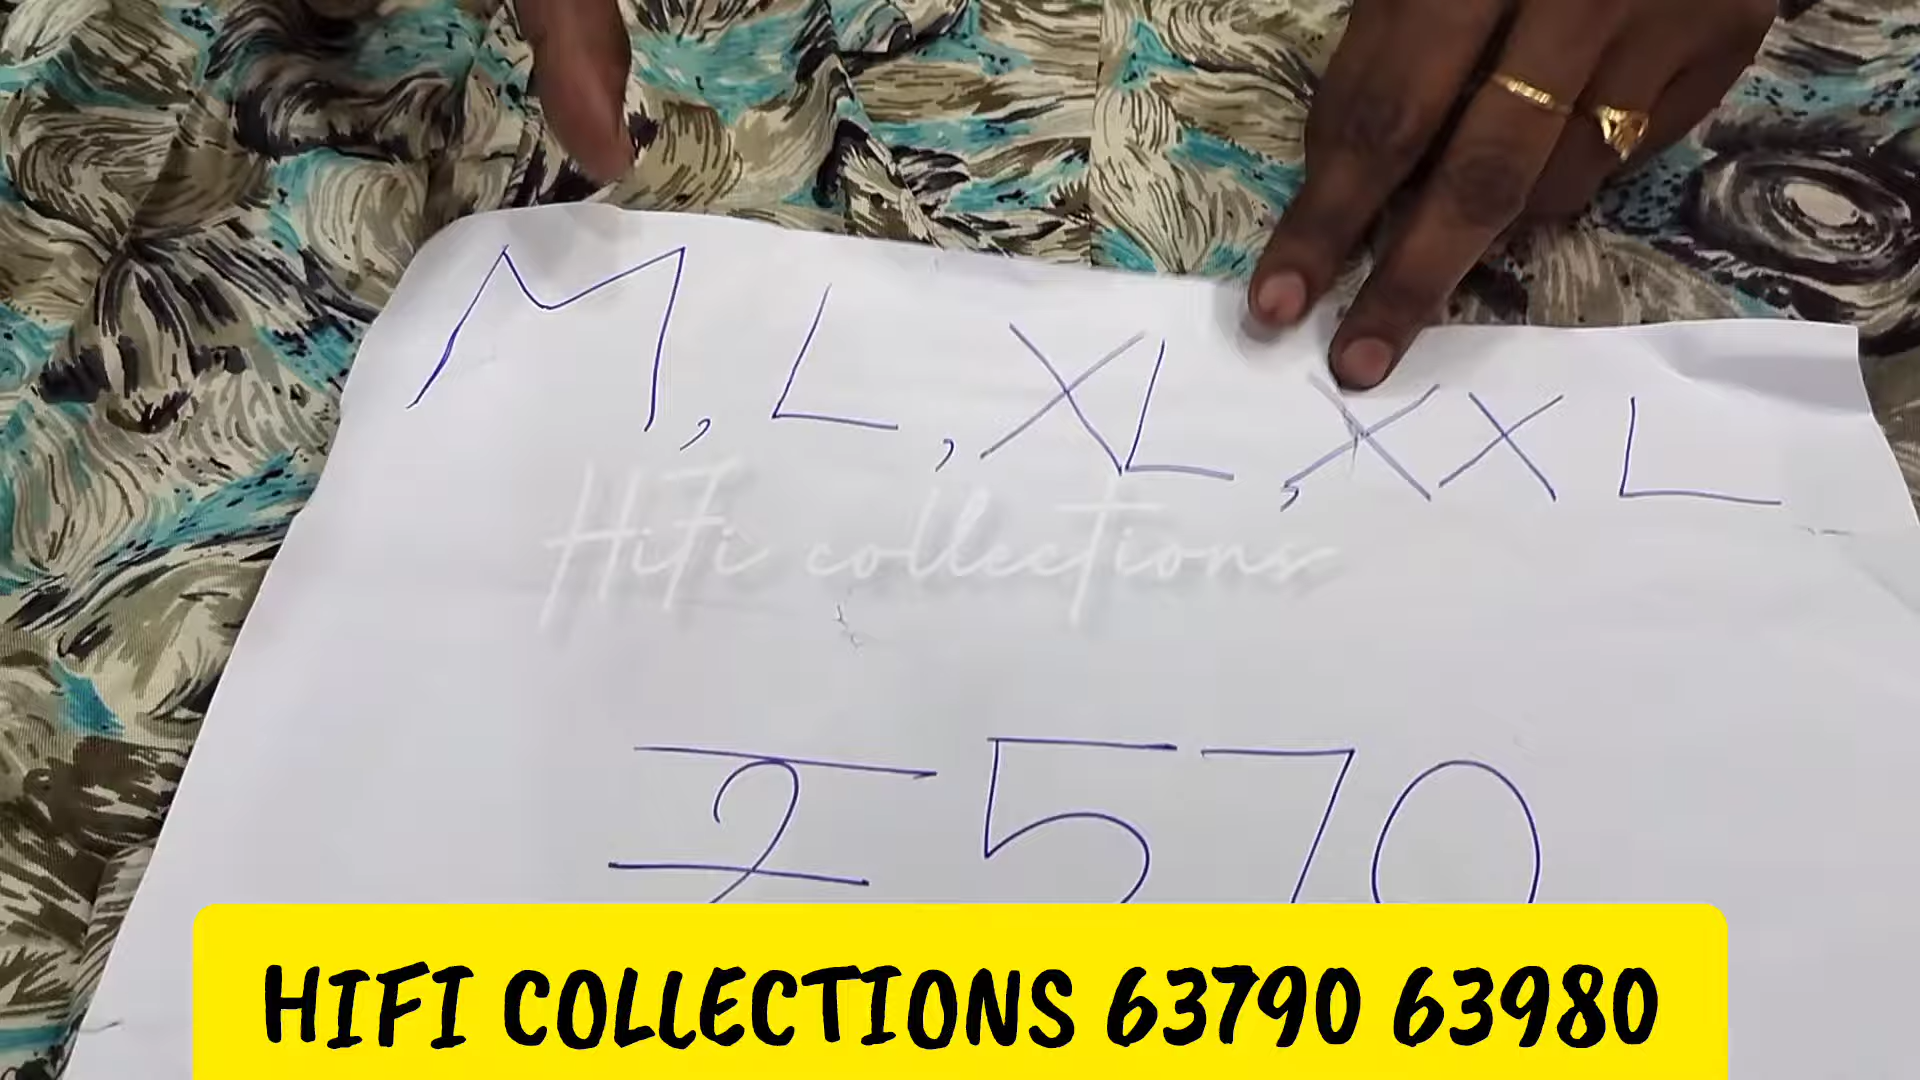 M, L, XL, XXL
HiFi collections
₹ 570
HIFI COLLECTIONS 63790 63980